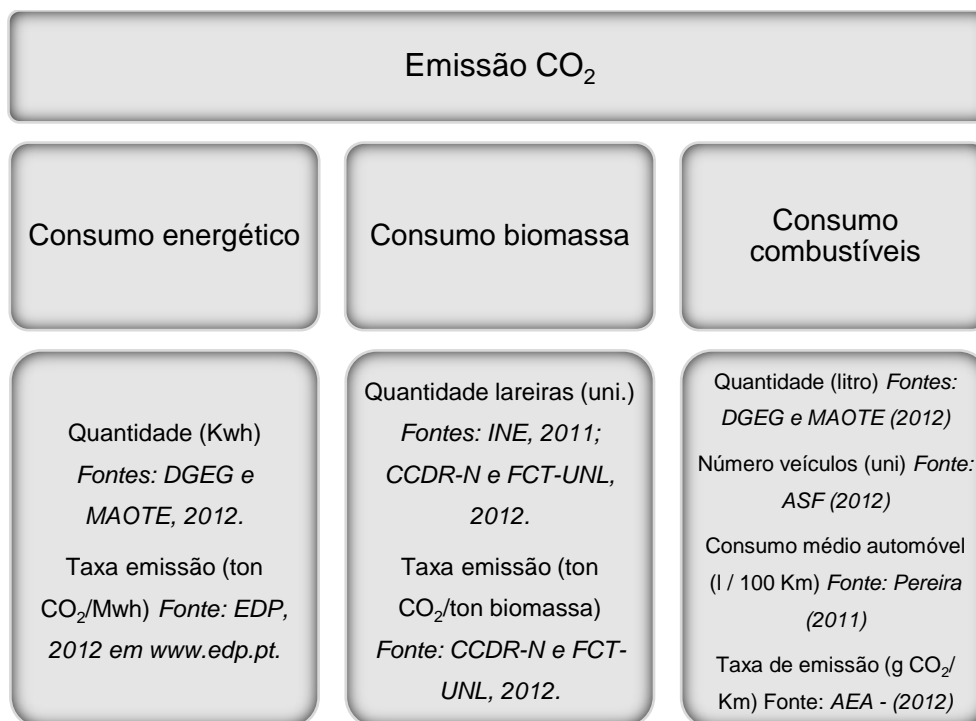 Emissão CO₂
Consumo energético
Consumo biomassa
Consumo
combustíveis
Quantidade (Kwh)
Fontes: DGEG e
MAOTE, 2012.
Taxa emissão (ton
CO₂/Mwh) Fonte: EDP,
2012 em www.edp.pt.
Quantidade lareiras (uni.)
Fontes: INE, 2011;
CCDR-N e FCT-UNL,
2012.
Taxa emissão (ton
CO₂/ton biomassa)
Fonte: CCDR-N e FCT-
UNL, 2012.
Quantidade (litro) Fontes:
DGEG e MAOTE (2012)
Número veículos (uni) Fonte:
ASF (2012)
Consumo médio automóvel
(l / 100 Km) Fonte: Pereira
(2011)
Taxa de emissão (g CO₂/
Km) Fonte: AEA - (2012)